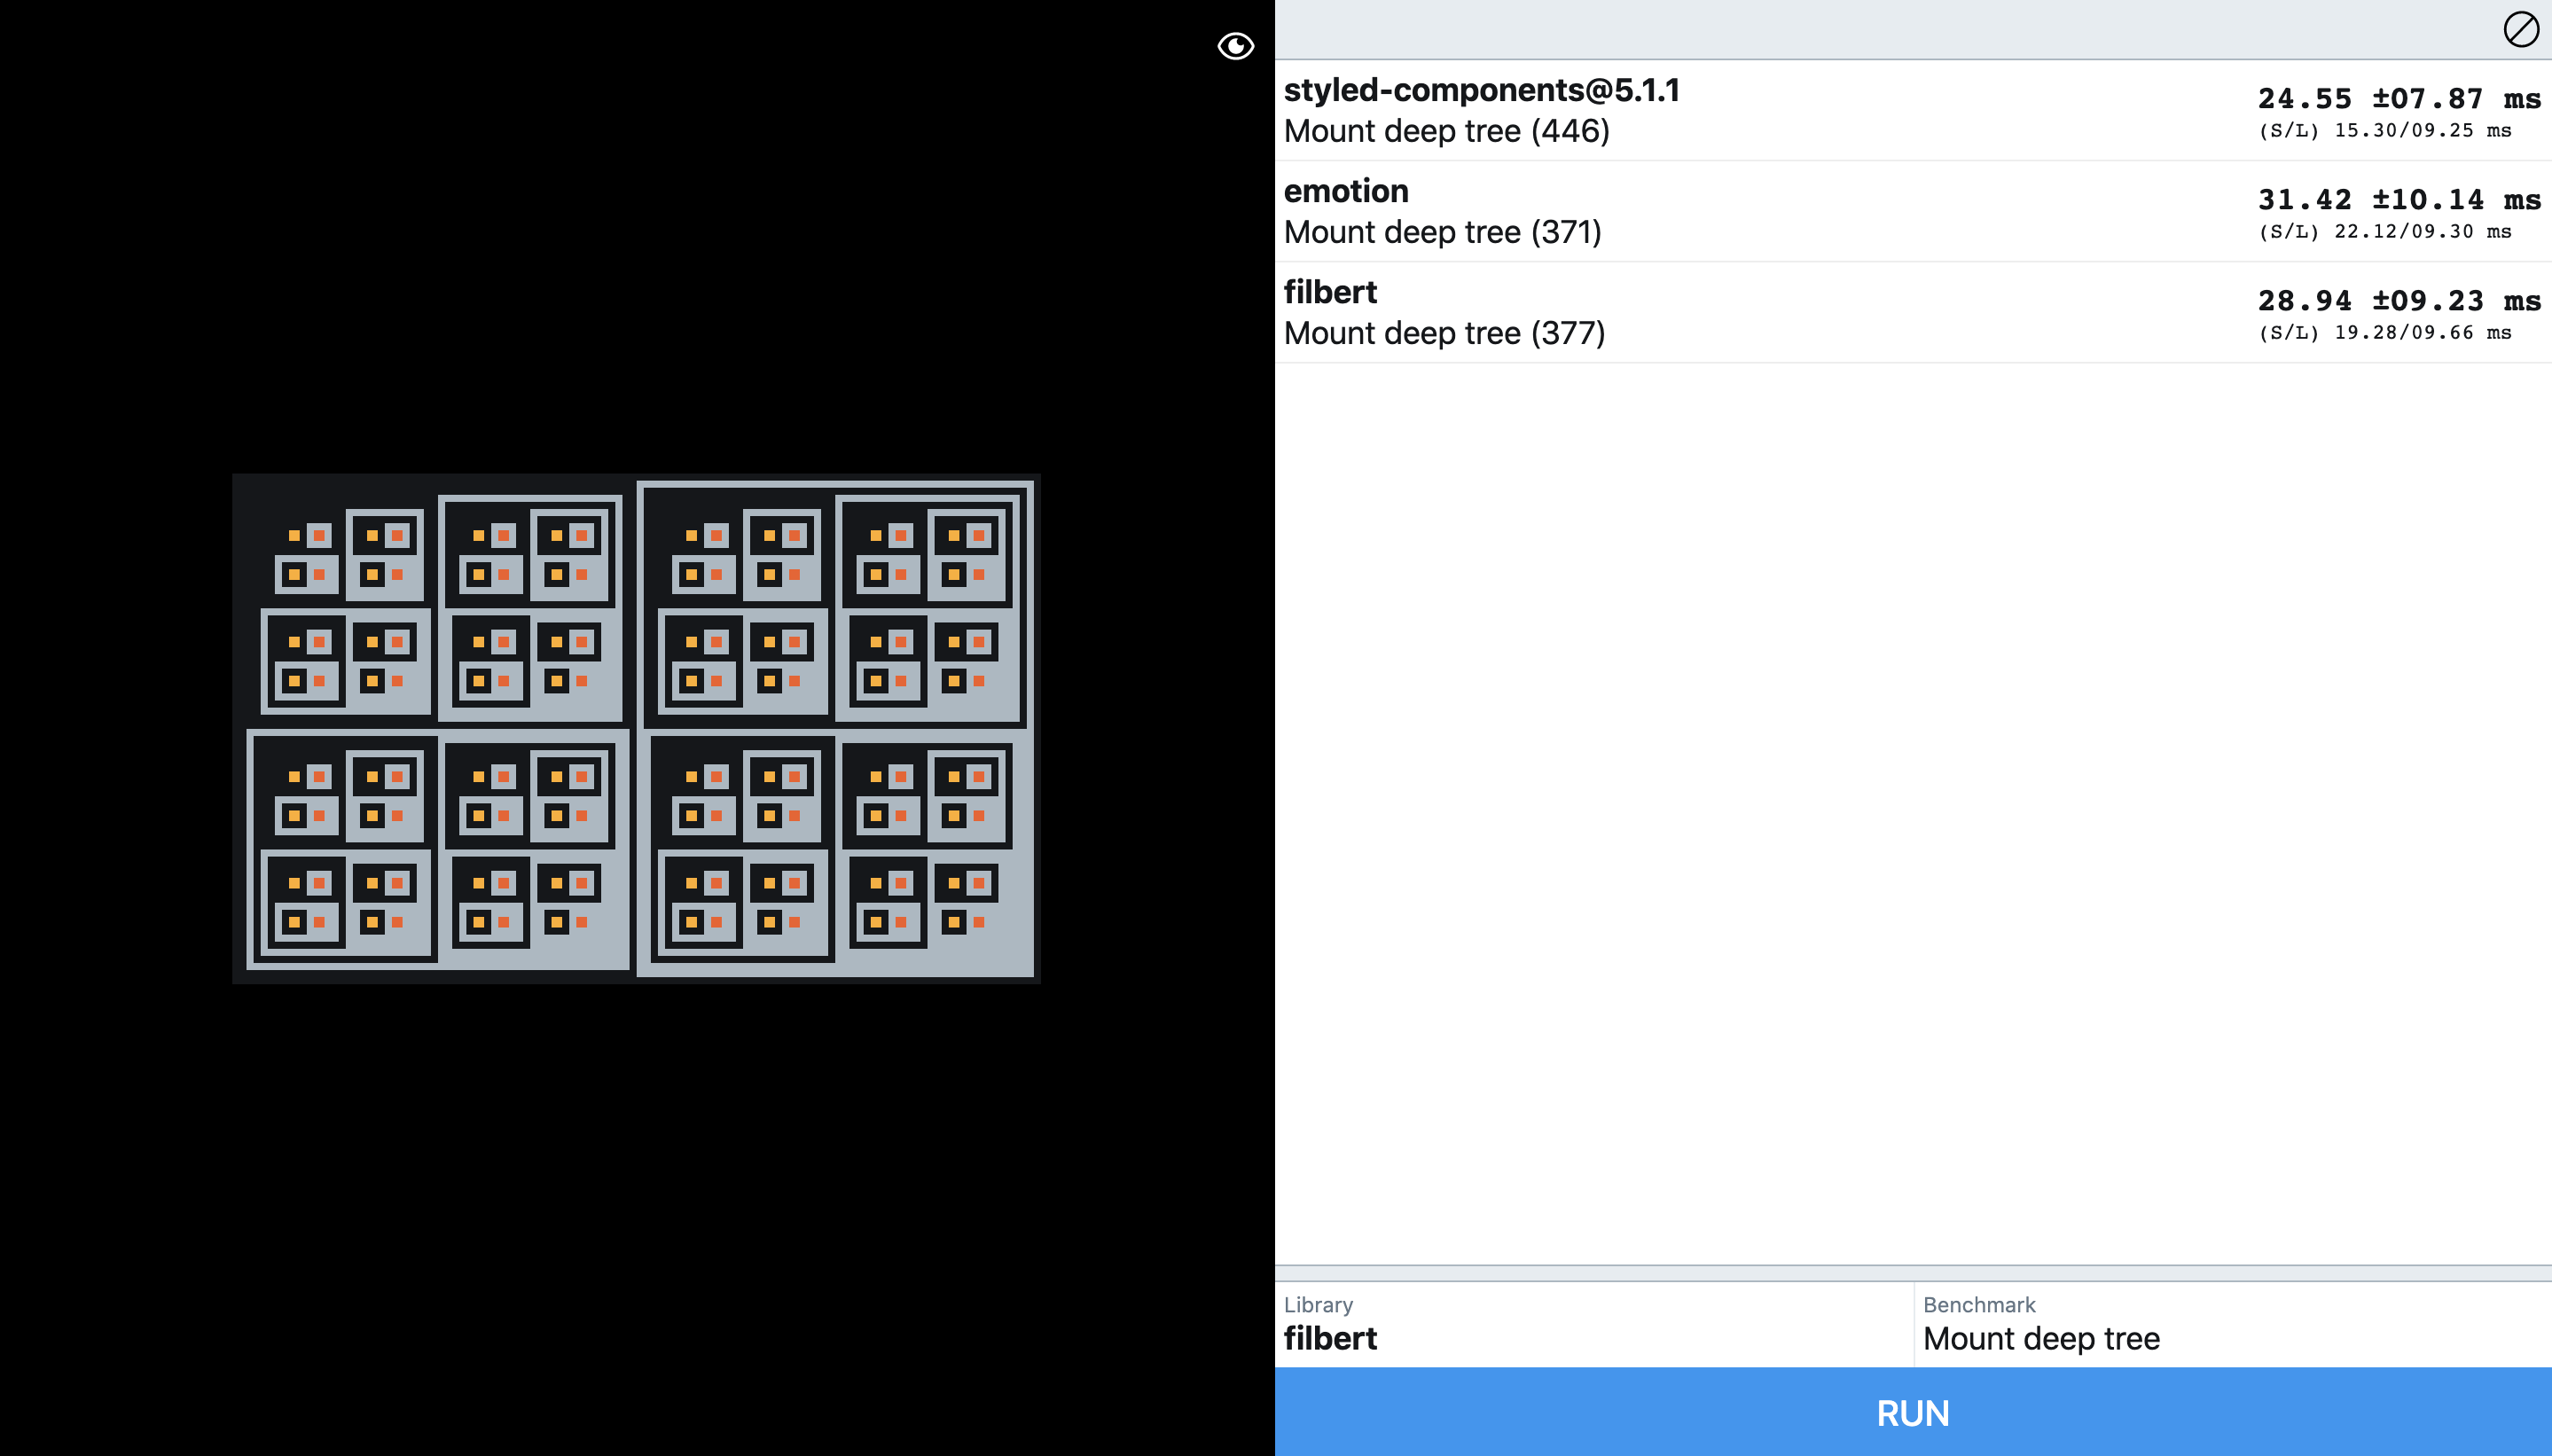 styled-components@5.1.1
24.55 ±07.87 ms
Mount deep tree (446)
(S/L) 15.30/09.25 ms
emotion
31.42 ±10.14 ms
Mount deep tree (371)
(S/L) 22.12/09.30 ms
filbert
28.94 ±09.23 ms
Mount deep tree (377)
(S/L) 19.28/09.66 ms
Library
Benchmark
filbert
Mount deep tree
RUN